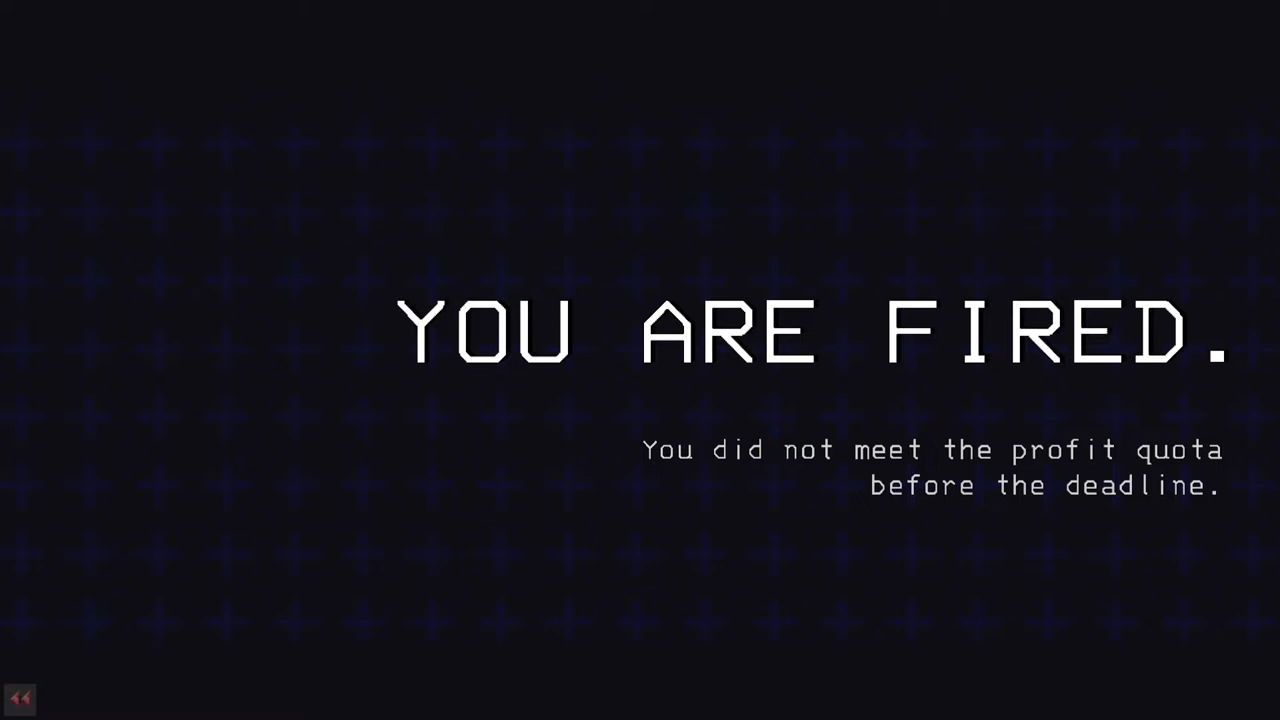 YOU ARE FIRED.
You did not meet the profit quota
before the deadline.